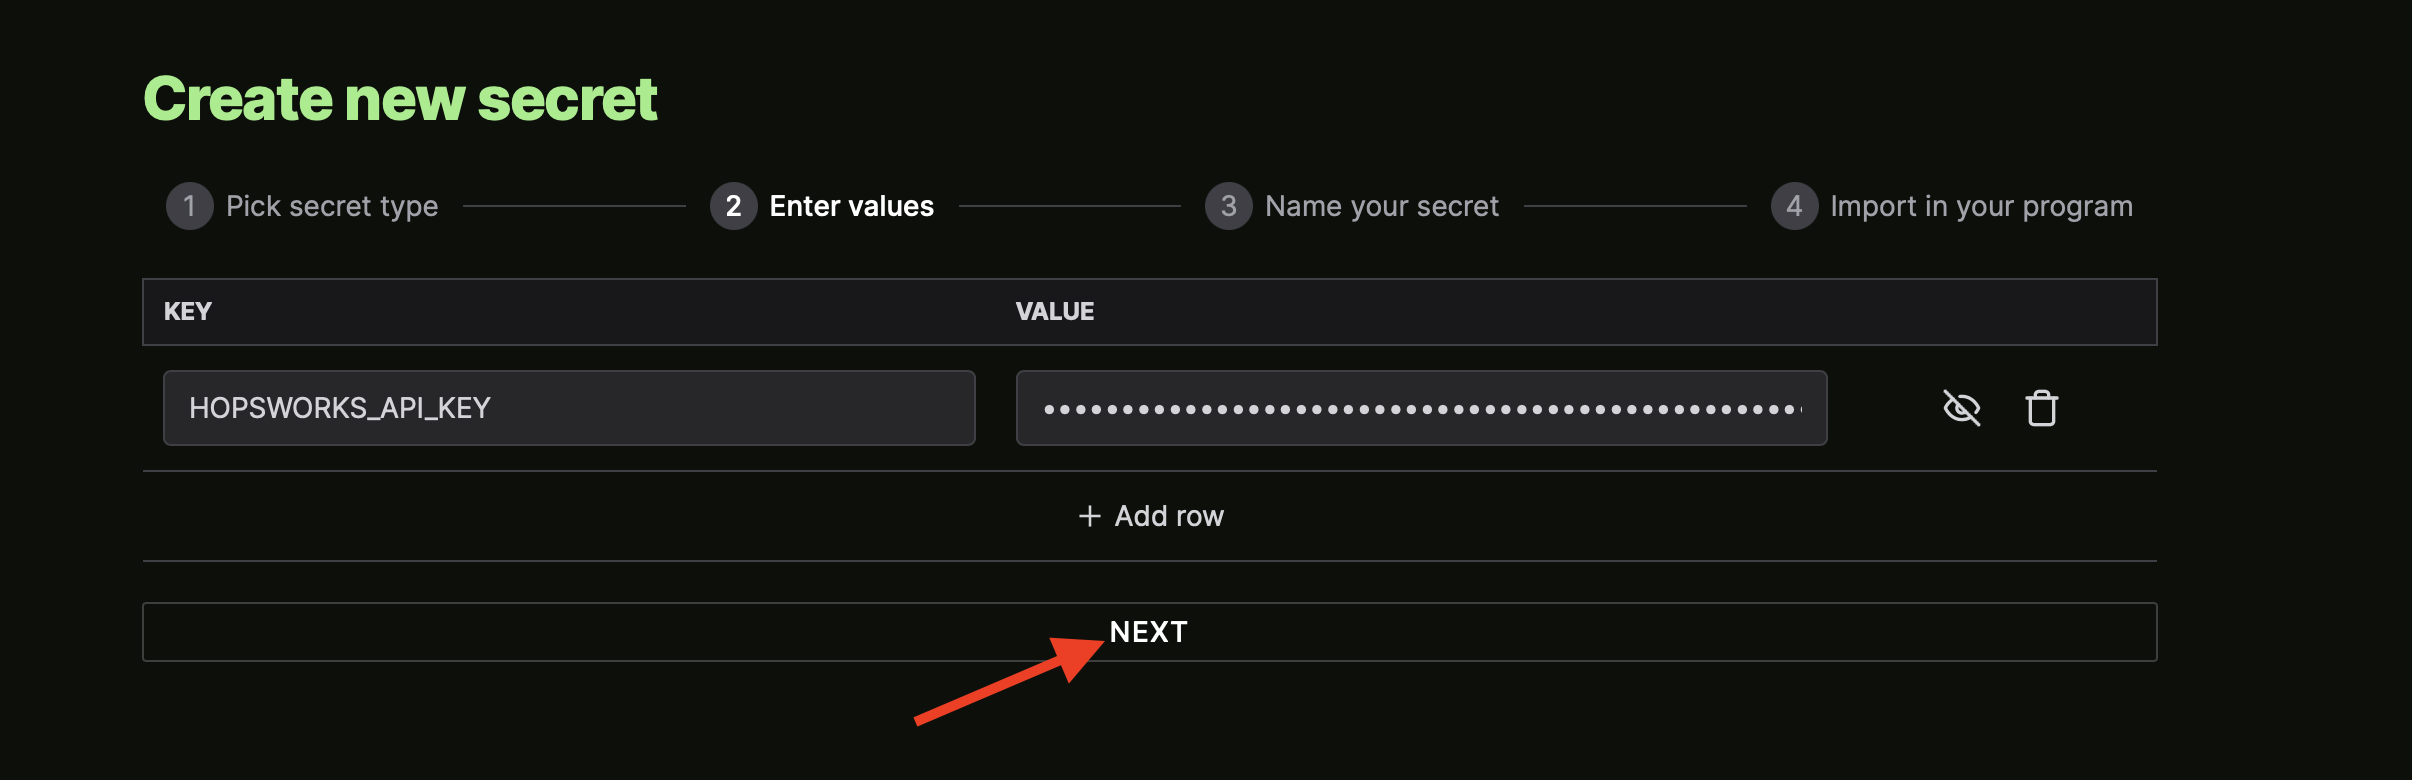 Create new secret
1 Pick secret type 2 Enter values 3 Name your secret 4 Import in your program
KEY VALUE
HOPSWORKS_API_KEY
+ Add row
NEXT